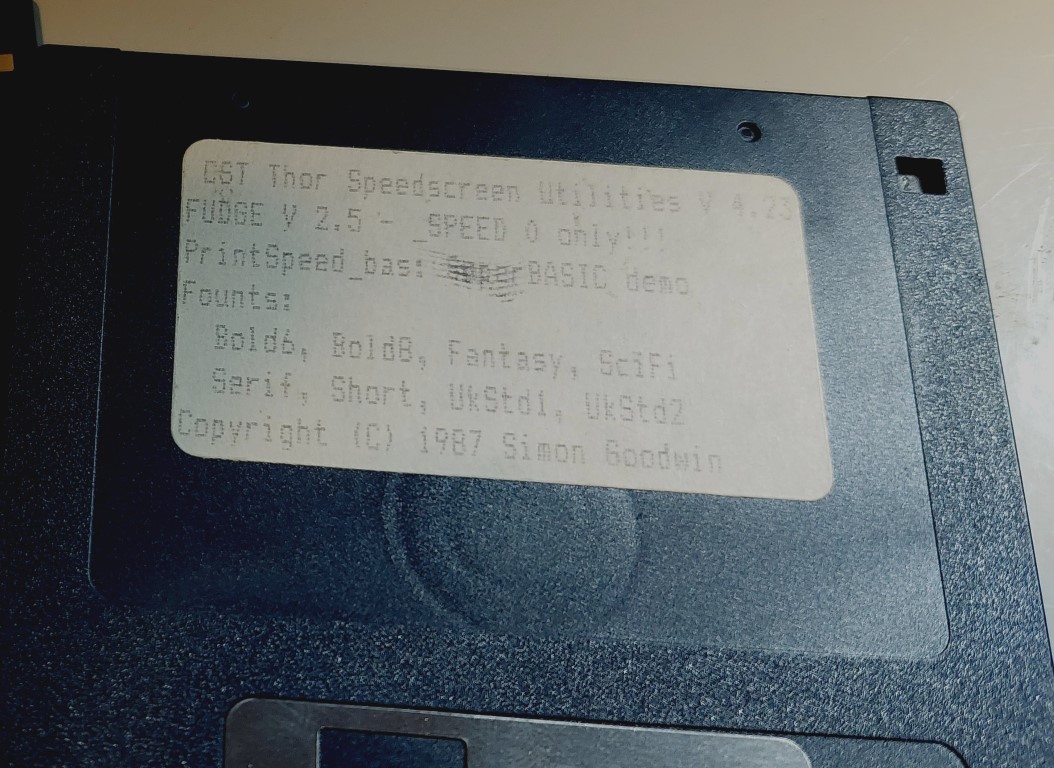 CST Thor Speedscreen Utilities V 4.23
FUDGE V 2.5 - _SPEED 0 only!!!
PrintSpeed_bas: SuperBASIC demo
Founts:
Bold6, Bold8, Fantasy, SciFi
Serif, Short, UkStd1, UkStd2
Copyright (C) 1987 Simon Goodwin